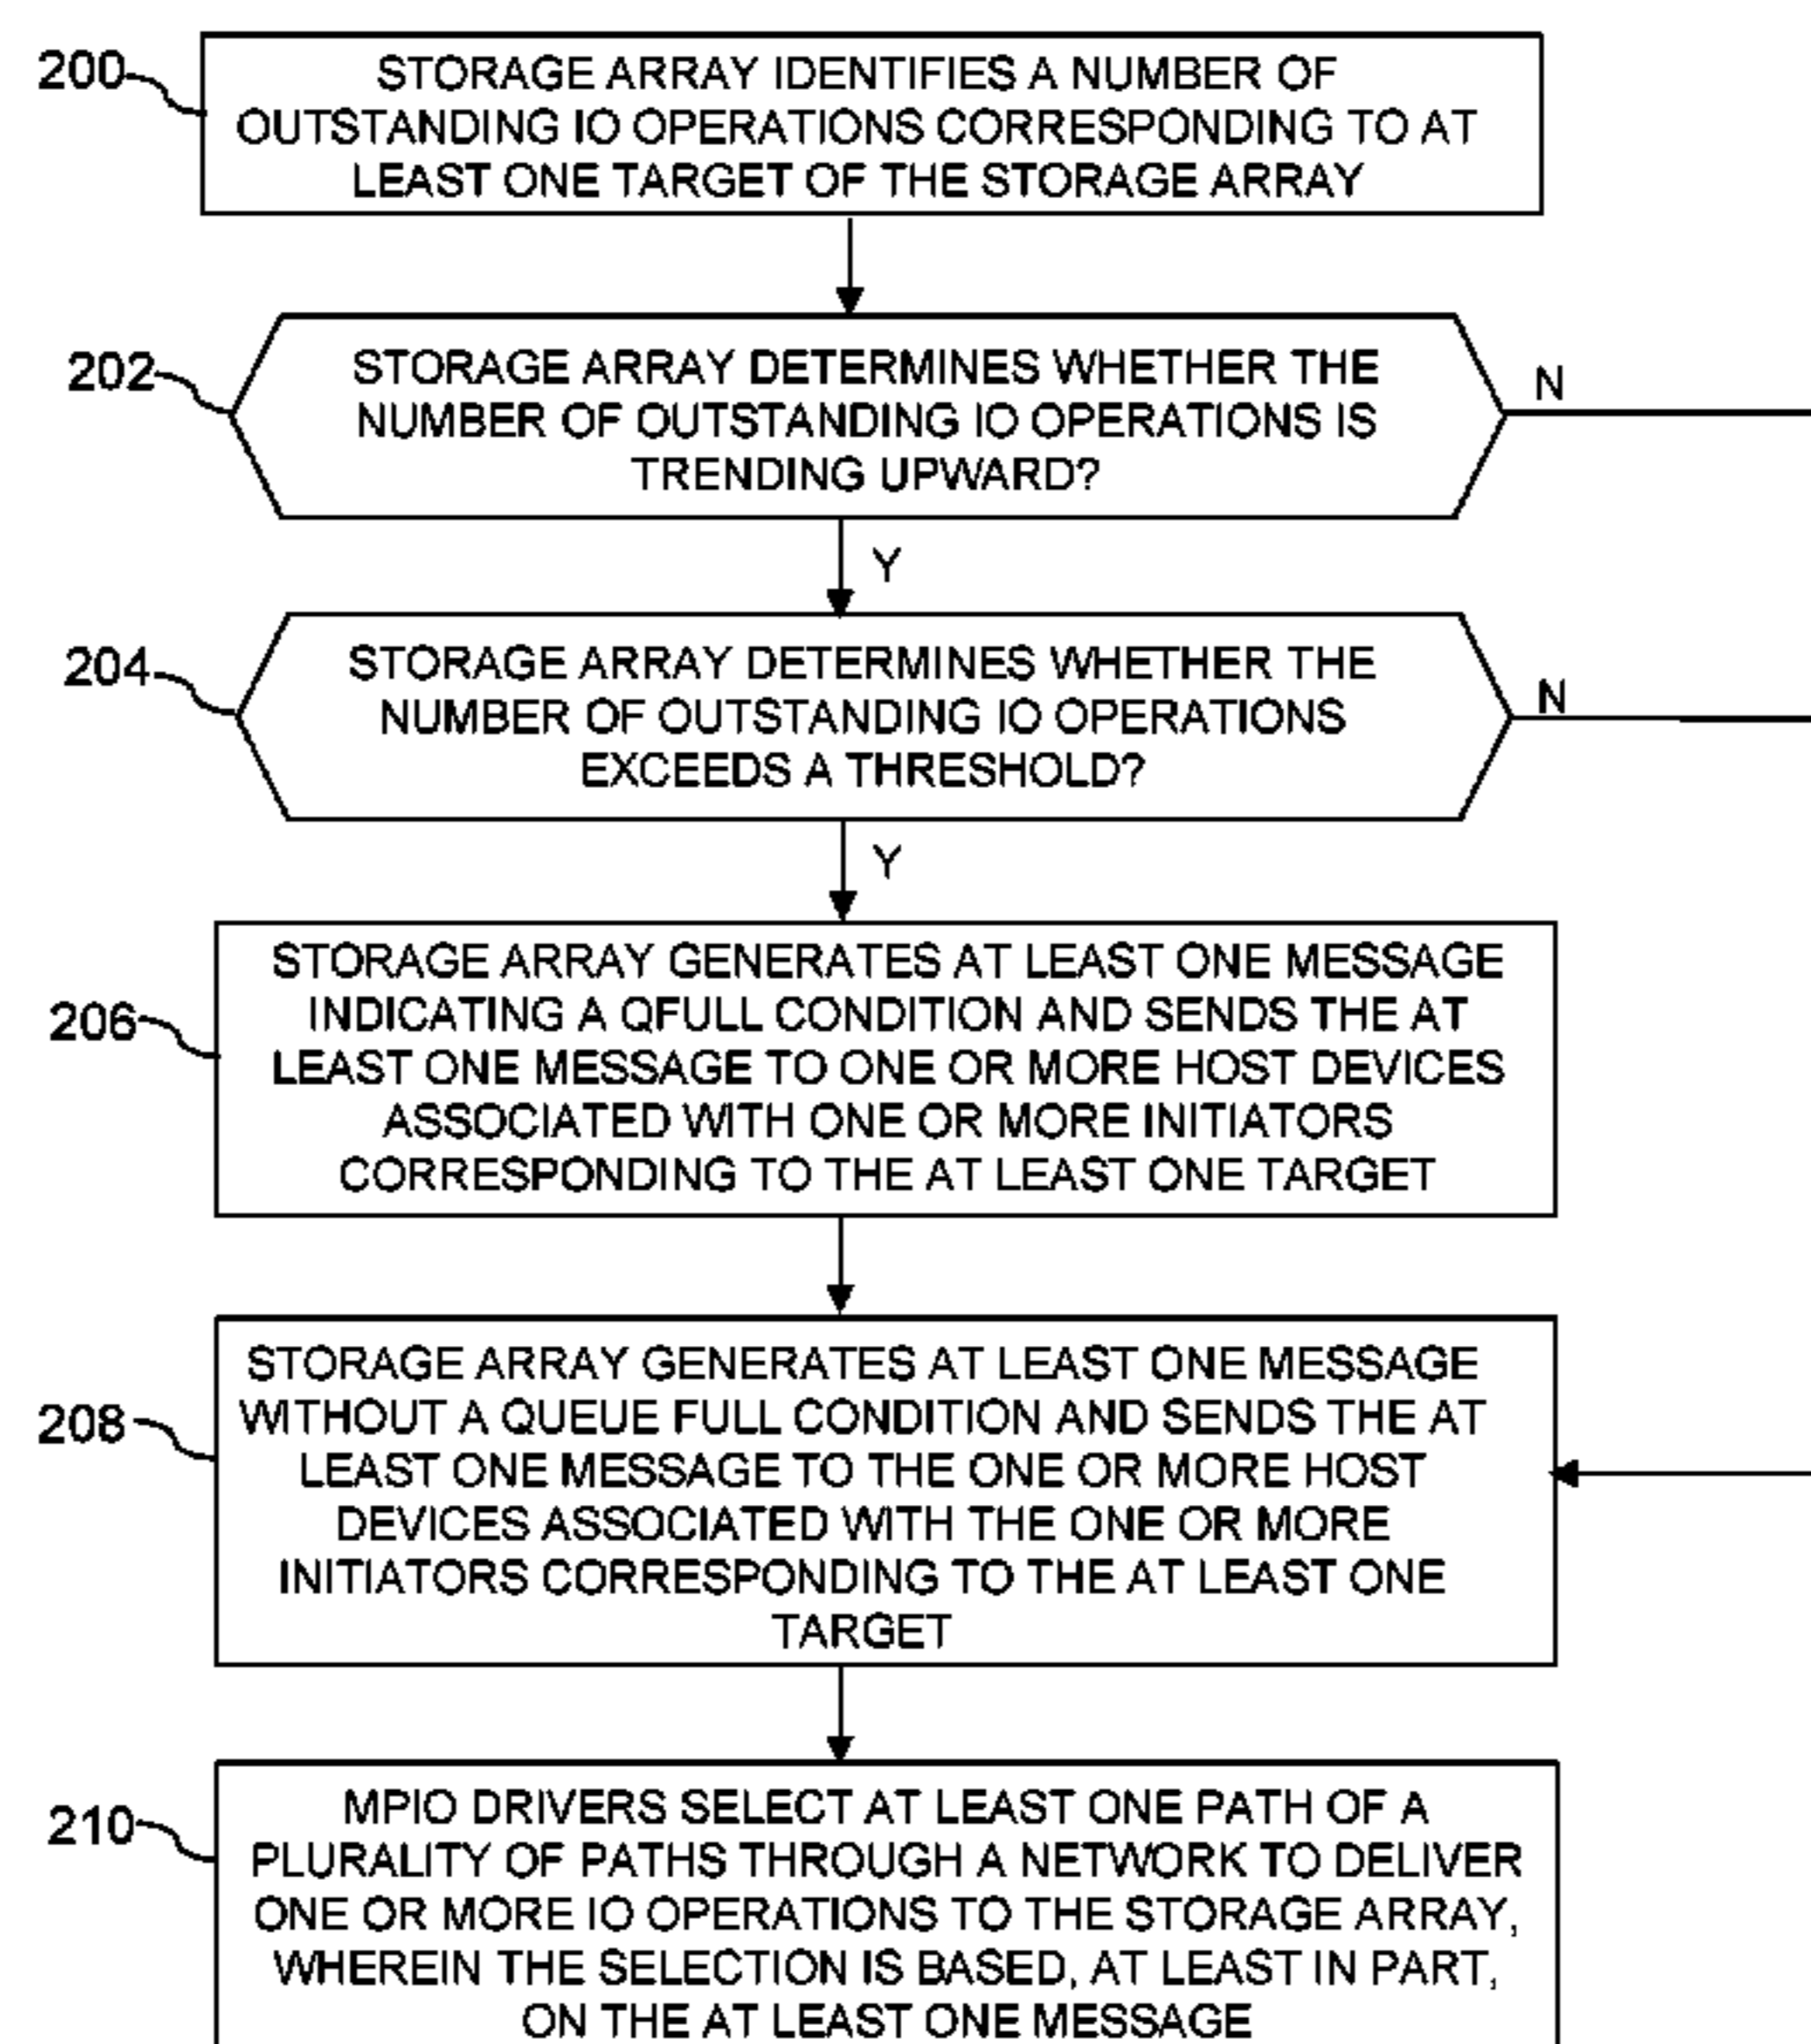 200
STORAGE ARRAY IDENTIFIES A NUMBER OF
OUTSTANDING IO OPERATIONS CORRESPONDING TO AT
LEAST ONE TARGET OF THE STORAGE ARRAY
202
STORAGE ARRAY DETERMINES WHETHER THE
NUMBER OF OUTSTANDING IO OPERATIONS IS
TRENDING UPWARD?
N
Y
204
STORAGE ARRAY DETERMINES WHETHER THE
NUMBER OF OUTSTANDING IO OPERATIONS
EXCEEDS A THRESHOLD?
N
Y
206
STORAGE ARRAY GENERATES AT LEAST ONE MESSAGE
INDICATING A QFULL CONDITION AND SENDS THE AT
LEAST ONE MESSAGE TO ONE OR MORE HOST DEVICES
ASSOCIATED WITH ONE OR MORE INITIATORS
CORRESPONDING TO THE AT LEAST ONE TARGET
208
STORAGE ARRAY GENERATES AT LEAST ONE MESSAGE
WITHOUT A QUEUE FULL CONDITION AND SENDS THE AT
LEAST ONE MESSAGE TO THE ONE OR MORE HOST
DEVICES ASSOCIATED WITH THE ONE OR MORE
INITIATORS CORRESPONDING TO THE AT LEAST ONE
TARGET
210
MPIO DRIVERS SELECT AT LEAST ONE PATH OF A
PLURALITY OF PATHS THROUGH A NETWORK TO DELIVER
ONE OR MORE IO OPERATIONS TO THE STORAGE ARRAY,
WHEREIN THE SELECTION IS BASED, AT LEAST IN PART,
ON THE AT LEAST ONE MESSAGE